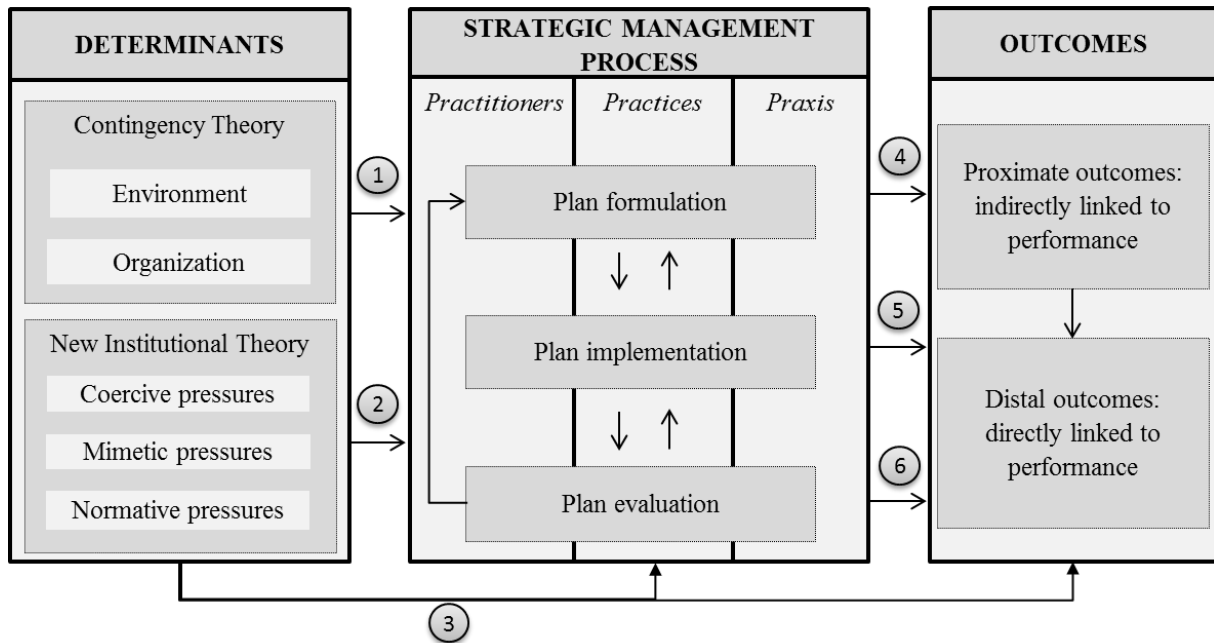 DETERMINANTS
Contingency Theory
Environment
Organization
New Institutional Theory
Coercive pressures
Mimetic pressures
Normative pressures
1
2
3
STRATEGIC MANAGEMENT
PROCESS
Practitioners
Practices
Praxis
Plan formulation
Plan implementation
Plan evaluation
4
5
6
OUTCOMES
Proximate outcomes:
indirectly linked to
performance
Distal outcomes:
directly linked to
performance